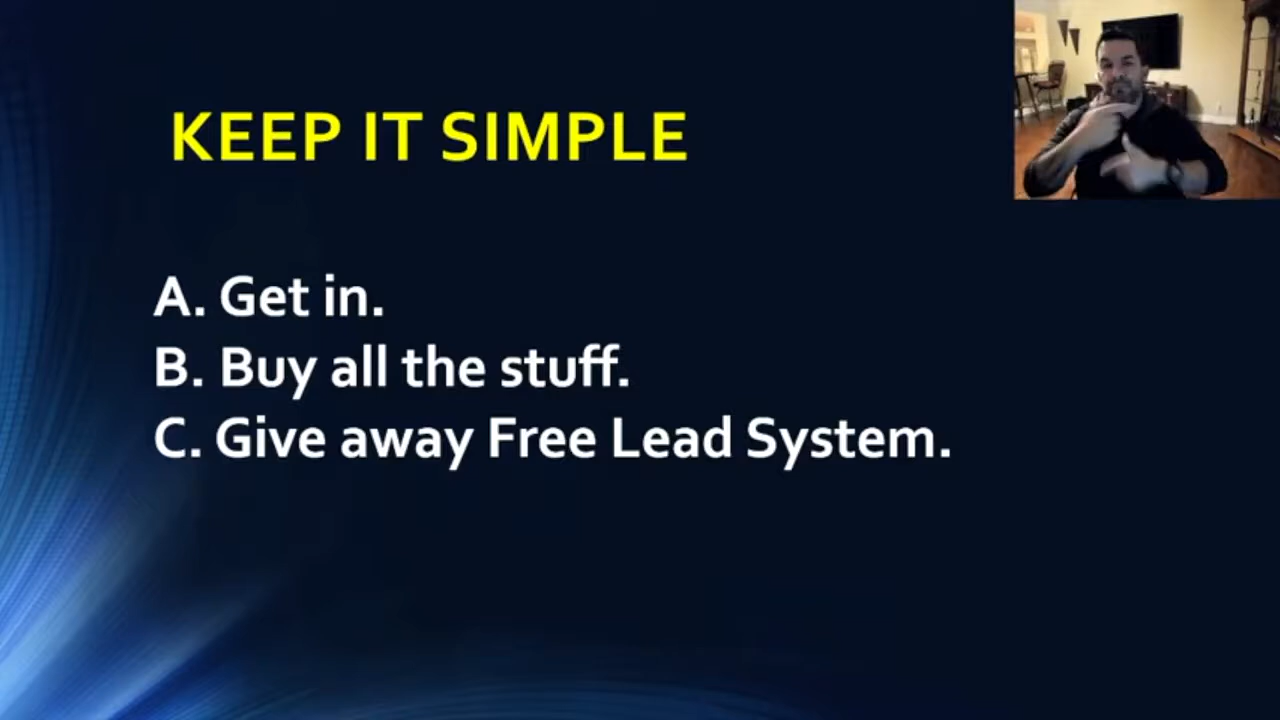 KEEP IT SIMPLE
A. Get in.
B. Buy all the stuff.
C. Give away Free Lead System.